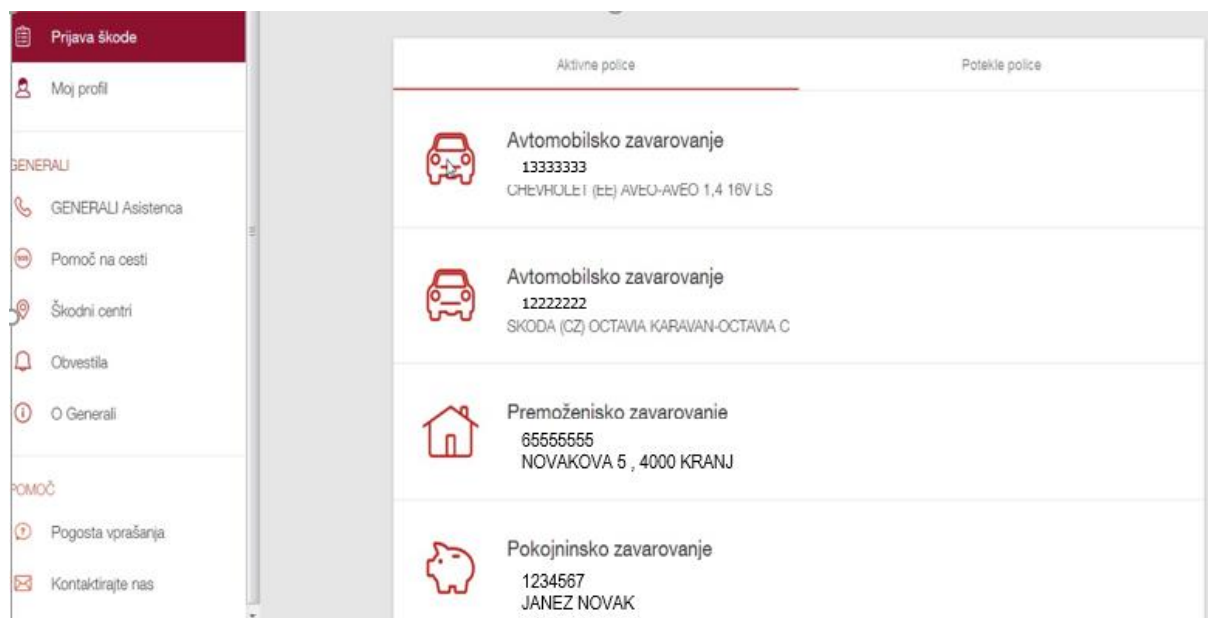 Prijava škode
Moj profil
GENERALI
GENERALI Asistenca
Pomoč na cesti
Škodni centri
Obvestila
O Generali
POMOČ
Pogosta vprašanja
Kontaktirajte nas
Aktivne police
Potekle police
Avtomobilsko zavarovanje
13333333
CHEVROLET (EE) AVEO-AVEO 1,4 16V LS
Avtomobilsko zavarovanje
12222222
SKODA (CZ) OCTAVIA KARAVAN-OCTAVIA C
Premoženjsko zavarovanje
65555555
NOVAKOVA 5 , 4000 KRANJ
Pokojninsko zavarovanje
1234567
JANEZ NOVAK